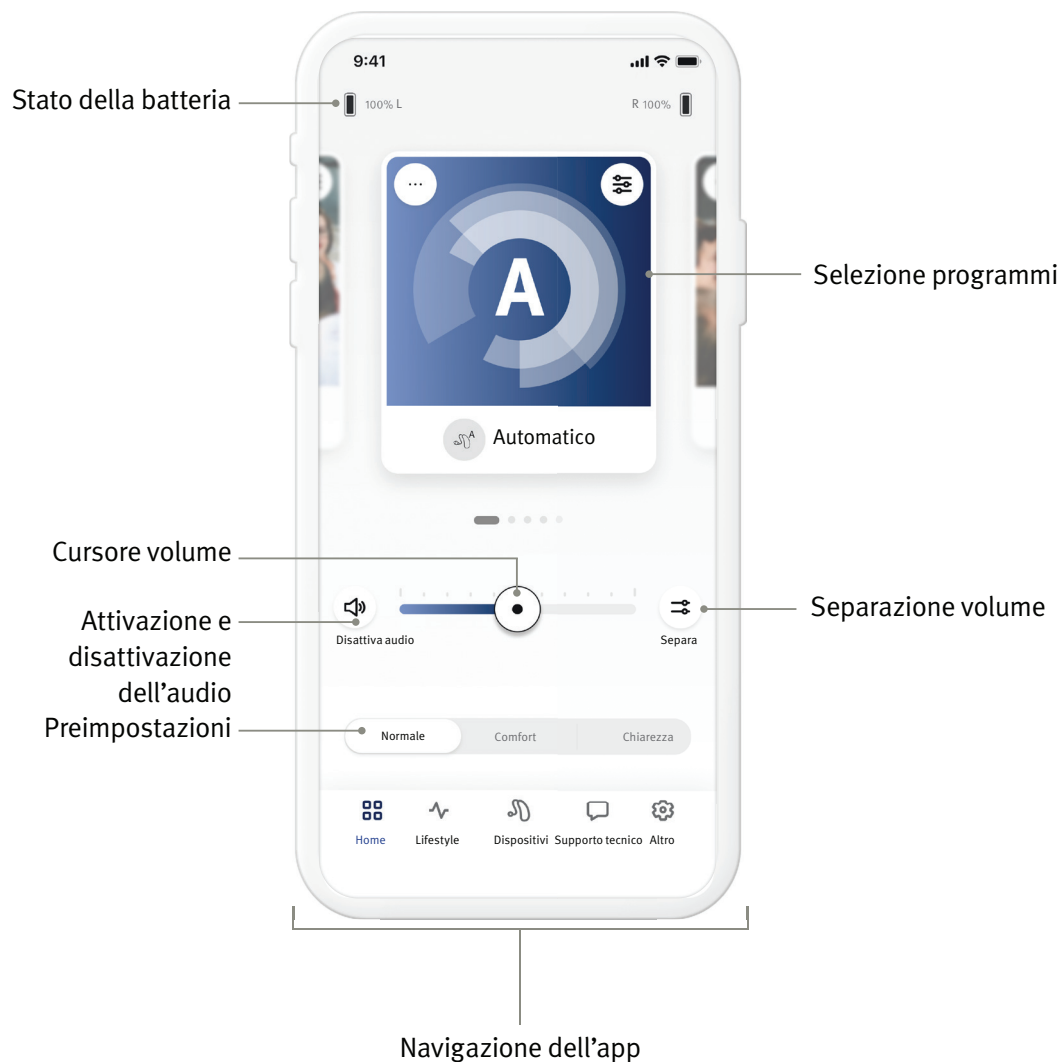 9:41
Stato della batteria
100% L
R 100%
...
A
Selezione programmi
A
Automatico
Cursore volume
Attivazione e
disattivazione
dell’audio
Disattiva audio
Separa
Separazione volume
Preimpostazioni
Normale
Comfort
Chiarezza
Home
Lifestyle
Dispositivi
Supporto tecnico
Altro
Navigazione dell’app